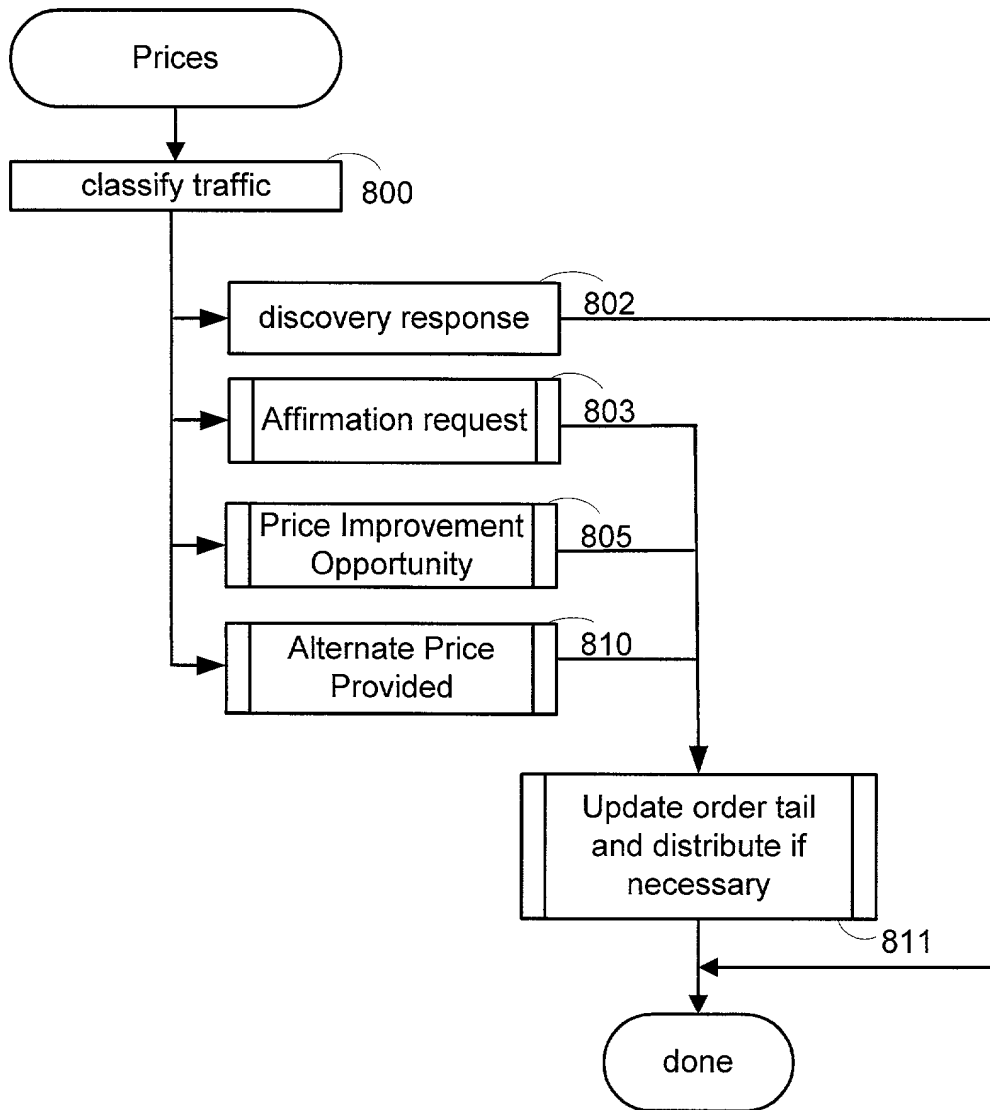 Prices
classify traffic
800
discovery response
802
Affirmation request
803
Price Improvement
Opportunity
805
Alternate Price
Provided
810
Update order tail
and distribute if
necessary
811
done